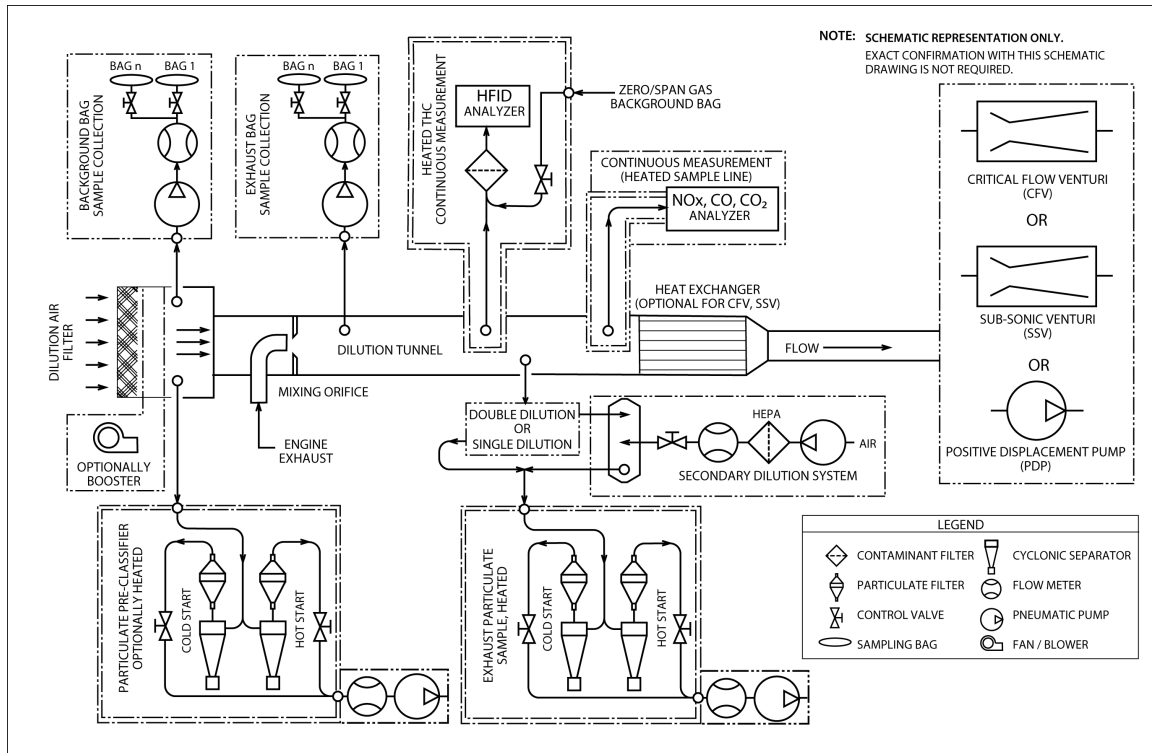 NOTE: SCHEMATIC REPRESENTATION ONLY.
EXACT CONFIRMATION WITH THIS SCHEMATIC
DRAWING IS NOT REQUIRED.
BAG n
BAG 1
BACKGROUND BAG
SAMPLE COLLECTION
BAG n
BAG 1
EXHAUST BAG
SAMPLE COLLECTION
HEATED THC
CONTINUOUS MEASUREMENT
HFID
ANALYZER
ZERO/SPAN GAS
BACKGROUND BAG
CONTINUOUS MEASUREMENT
(HEATED SAMPLE LINE)
NOx, CO, CO₂
ANALYZER
CRITICAL FLOW VENTURI
(CFV)
OR
SUB-SONIC VENTURI
(SSV)
OR
POSITIVE DISPLACEMENT PUMP
(PDP)
DILUTION AIR
FILTER
DILUTION TUNNEL
MIXING ORIFICE
HEAT EXCHANGER
(OPTIONAL FOR CFV, SSV)
FLOW
OPTIONALLY
BOOSTER
ENGINE
EXHAUST
DOUBLE DILUTION
OR
SINGLE DILUTION
HEPA
AIR
SECONDARY DILUTION SYSTEM
PARTICULATE PRE-CLASSIFIER
OPTIONALLY HEATED
COLD START
HOT START
EXHAUST PARTICULATE
SAMPLE, HEATED
COLD START
HOT START
LEGEND
CONTAMINANT FILTER
CYCLONIC SEPARATOR
PARTICULATE FILTER
FLOW METER
CONTROL VALVE
PNEUMATIC PUMP
SAMPLING BAG
FAN / BLOWER